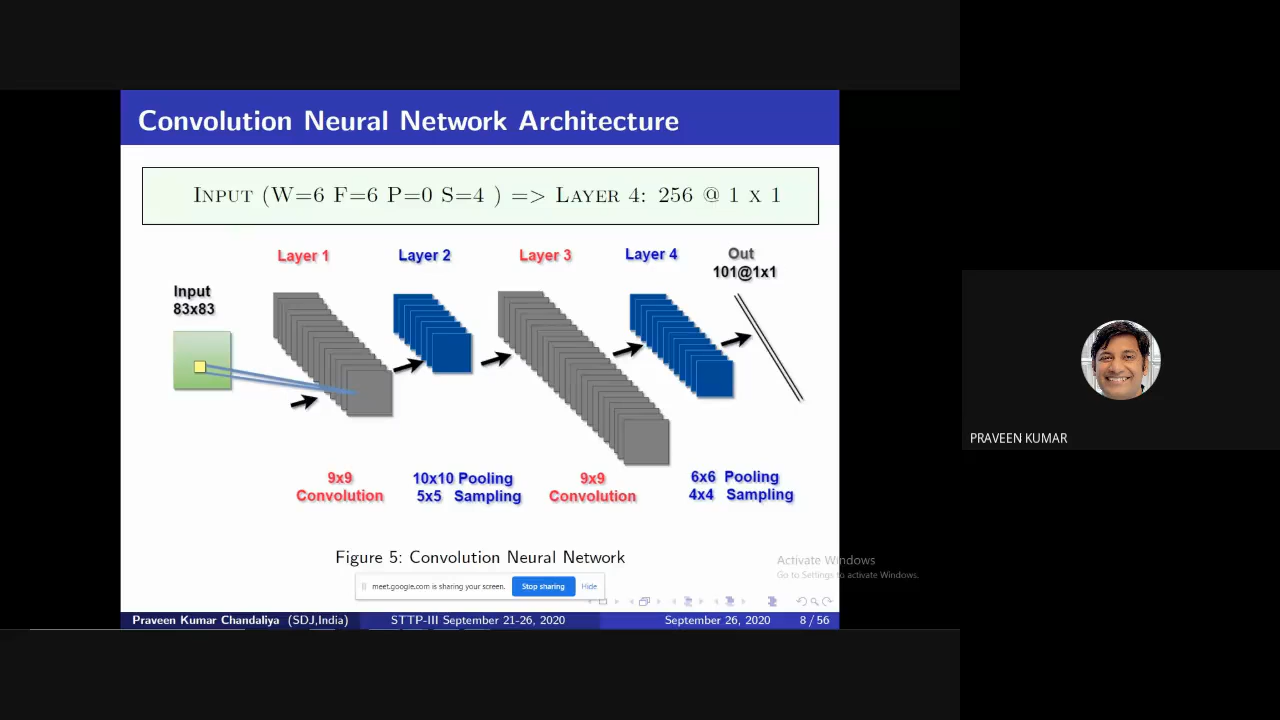 Convolution Neural Network Architecture
INPUT (W=6 F=6 P=0 S=4 ) => LAYER 4: 256 @ 1 X 1
Layer 1
Layer 2
Layer 3
Layer 4
Out
101@1x1
Input
83x83
9x9
Convolution
10x10 Pooling
5x5 Sampling
9x9
Convolution
6x6 Pooling
4x4 Sampling
Figure 5: Convolution Neural Network
meet.google.com is sharing your screen.
Stop sharing
Hide
Activate Windows
Go to Settings to activate Windows.
Praveen Kumar Chandaliya (SDJ,India)
STTP-III September 21-26, 2020
September 26, 2020
8 / 56
PRAVEEN KUMAR